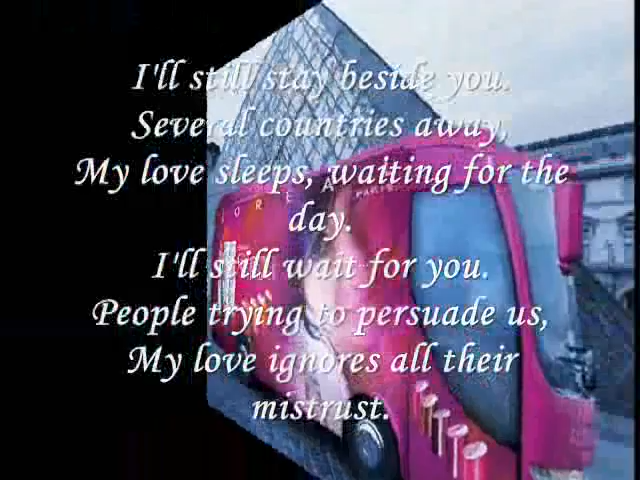 I'll still stay beside you.
Several countries away,
My love sleeps, waiting for the
day.
I'll still wait for you.
People trying to persuade us,
My love ignores all their
mistrust.
PARIS